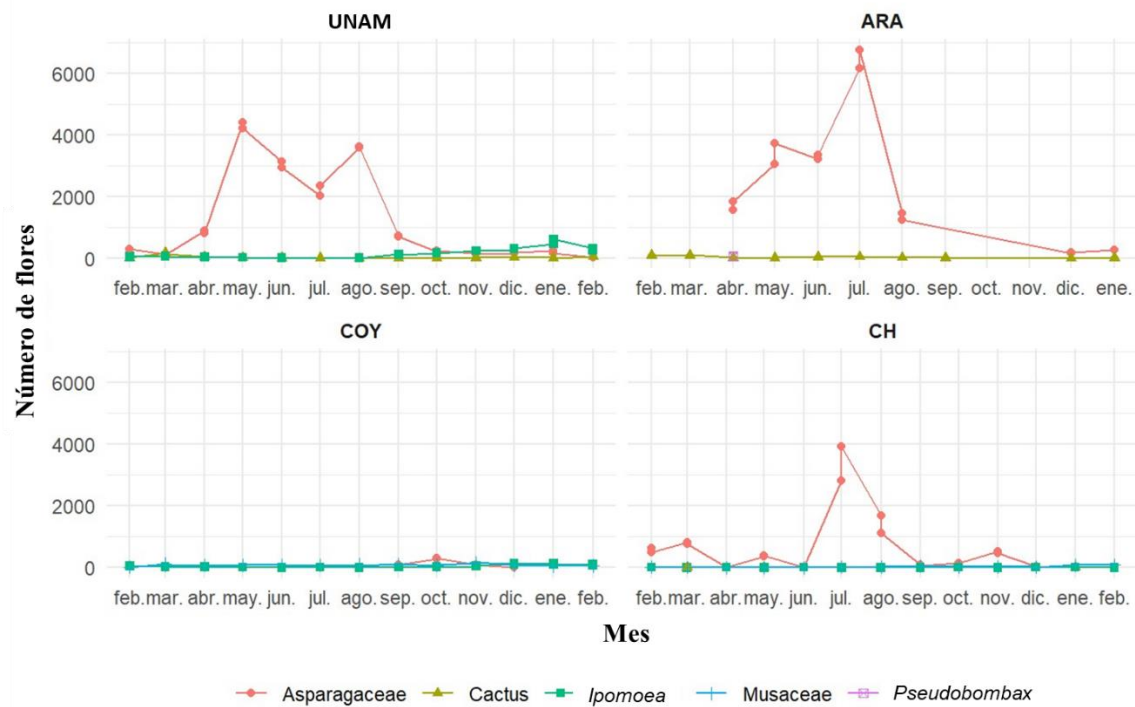 UNAM
ARA
6000
4000
2000
0
feb. mar. abr. may. jun. jul. ago. sep. oct. nov. dic. ene. feb.
feb. mar. abr. may. jun. jul. ago. sep. oct. nov. dic. ene.
COY
CH
6000
4000
2000
0
feb. mar. abr. may. jun. jul. ago. sep. oct. nov. dic. ene. feb.
feb. mar. abr. may. jun. jul. ago. sep. oct. nov. dic. ene. feb.
Número de flores
Mes
Asparagaceae Cactus Ipomoea Musaceae Pseudobombax